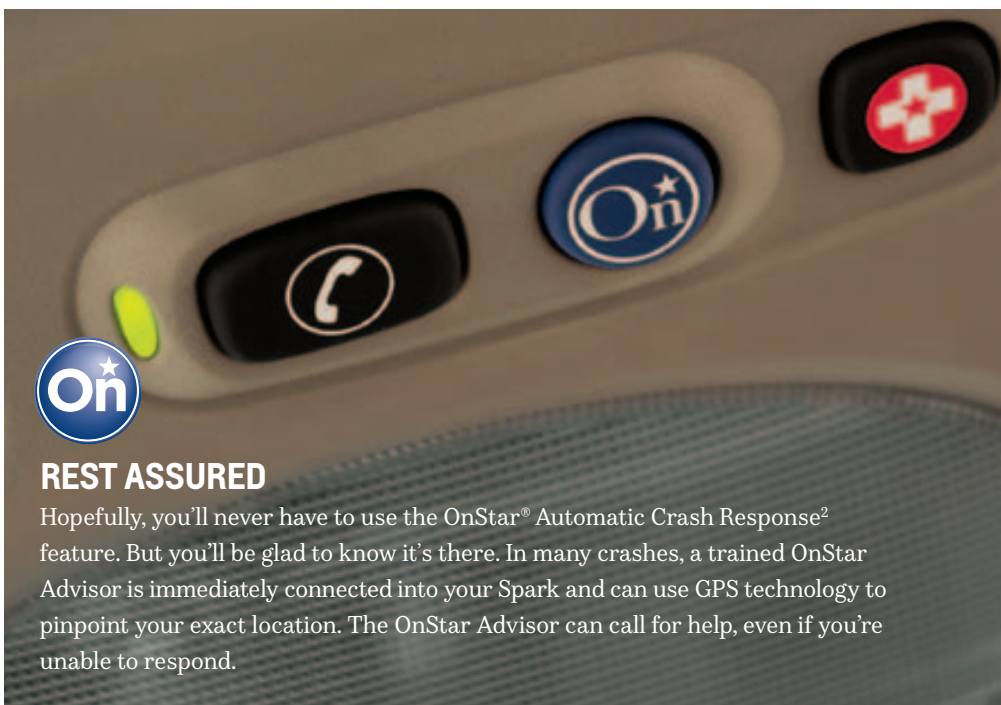 On
On
REST ASSURED
Hopefully, you'll never have to use the OnStar® Automatic Crash Response²
feature. But you'll be glad to know it's there. In many crashes, a trained OnStar
Advisor is immediately connected into your Spark and can use GPS technology to
pinpoint your exact location. The OnStar Advisor can call for help, even if you're
unable to respond.